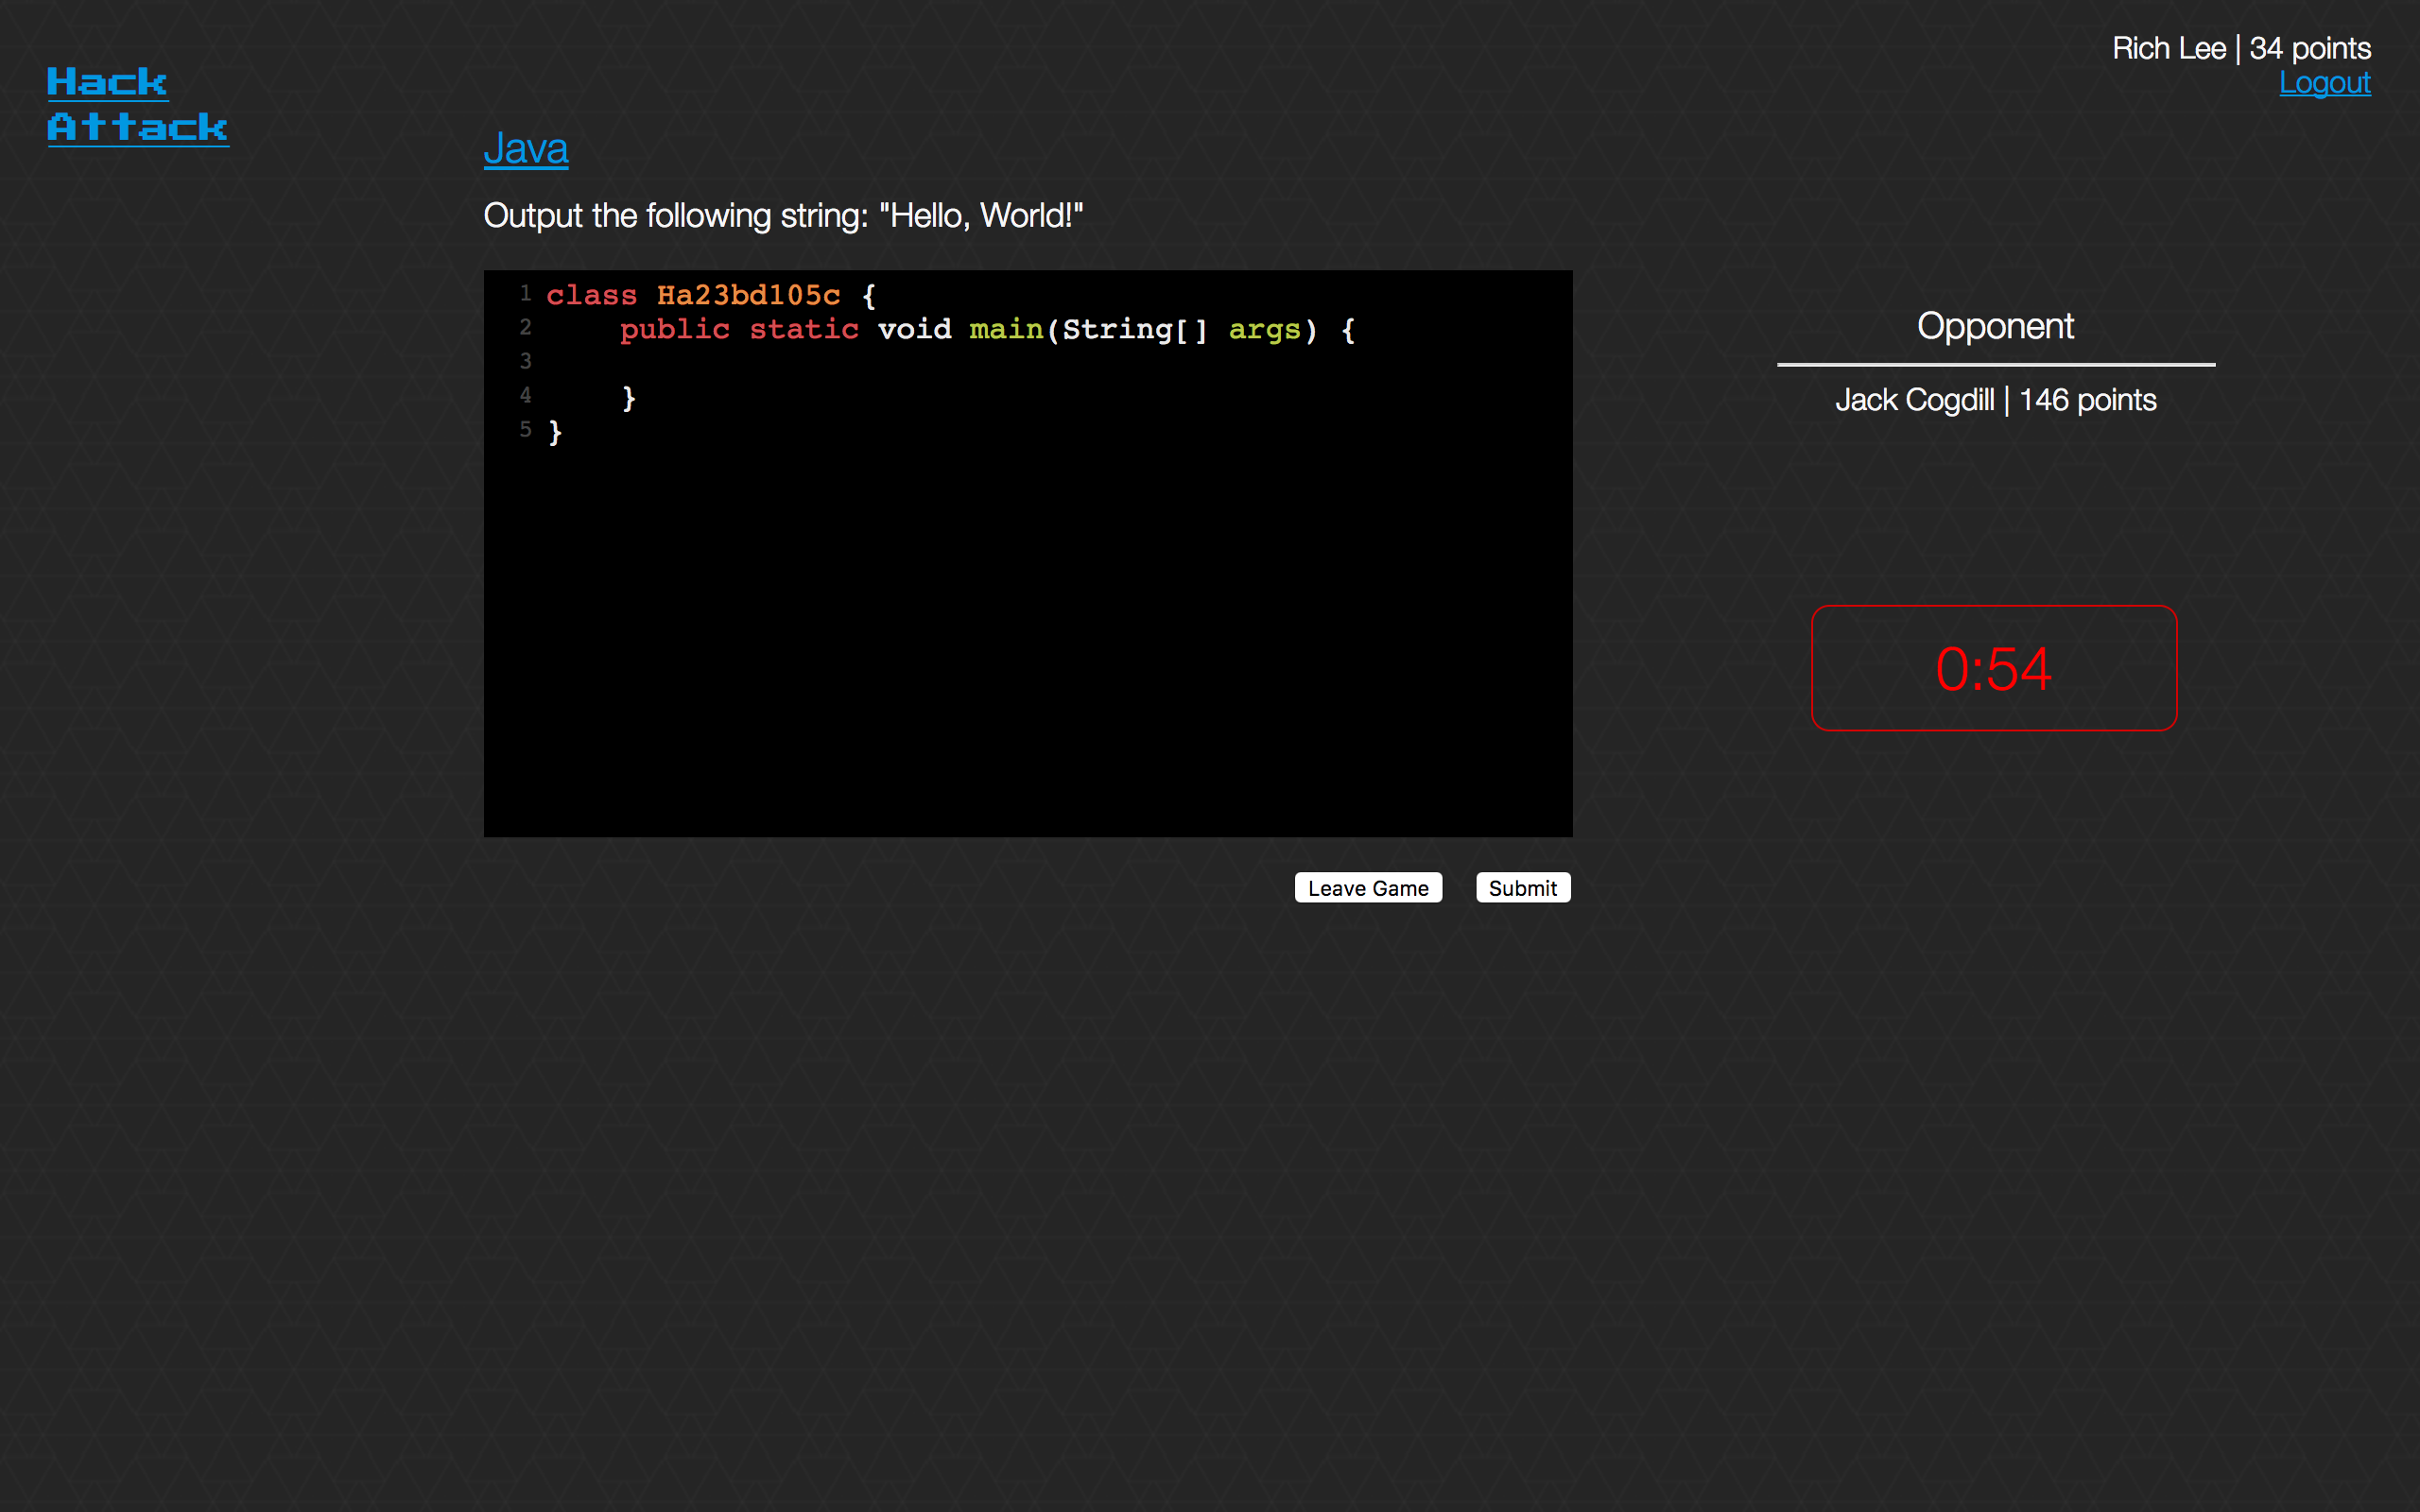 Hack
Attack
Rich Lee | 34 points
Logout
Java
Output the following string: "Hello, World!"
1 class Ha23bd105c {
2     public static void main(String[] args) {
3
4     }
5 }
Opponent
Jack Cogdill | 146 points
0:54
Leave Game Submit